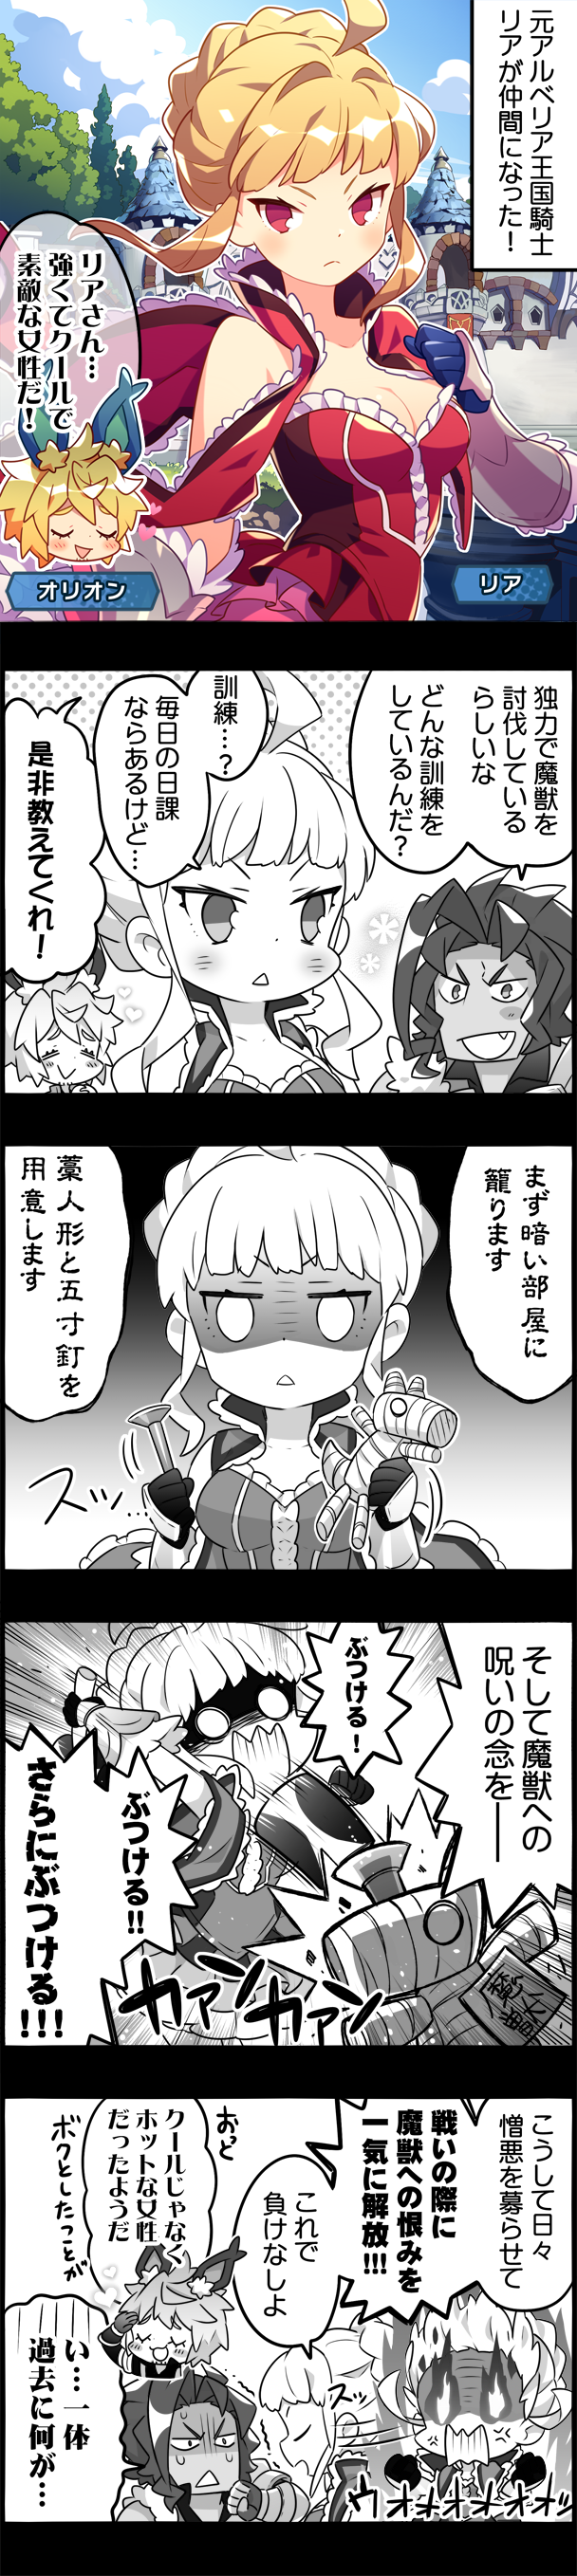 元アルベリア王国騎士
リアが仲間になった！
リアさん…
強くてクールで
素敵な女性だ！
オリオン
リア
独力で魔獣を
討伐している
らしいな
どんな訓練を
しているんだ？
訓練…？
毎日の日課
ならあるけど…
是非教えてくれ！
まず暗い部屋に
籠ります
藁人形と五寸釘を
用意します
スッ…
そして魔獣への
呪いの念を――
ぶつける！
ぶつける!!
さらにぶつける!!!
カァン
カァン
こうして日々
憎悪を募らせて
戦いの際に
魔獣への恨みを
一気に解放!!!
これで
負けなしよ
スッ
ウオオオオオオッ
おっと
クールじゃなく
ホットな女性
だったようだ
ボクとしたことが
い…一体
過去に何が…